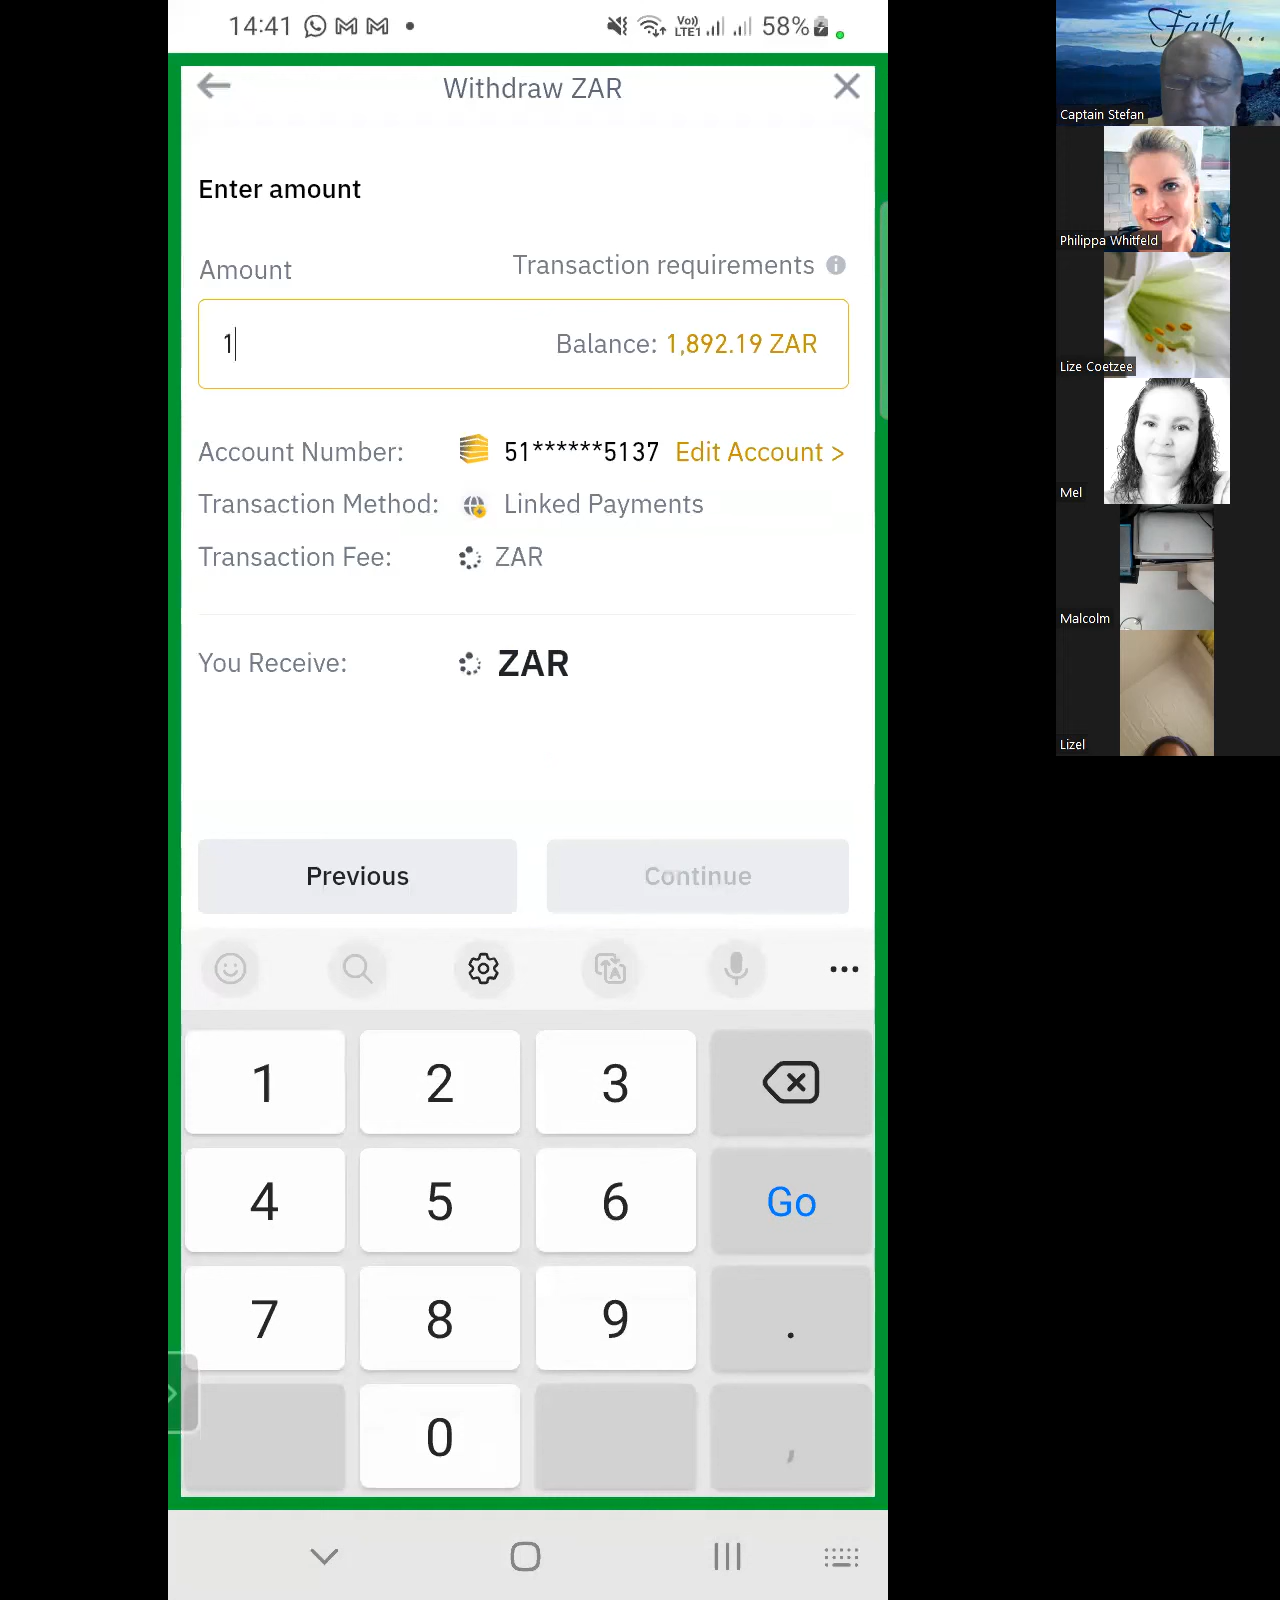 14:41
Vo))
LTE1
58%
Withdraw ZAR
Enter amount
Amount
Transaction requirements
1
Balance: 1,892.19 ZAR
Account Number:
51******5137
Edit Account >
Transaction Method:
Linked Payments
Transaction Fee:
ZAR
You Receive:
ZAR
Previous
Continue
1
2
3
4
5
6
Go
7
8
9
.
0
,
Faith...
Captain Stefan
Philippa Whitfeld
Lize Coetzee
Mel
Malcolm
Lizel